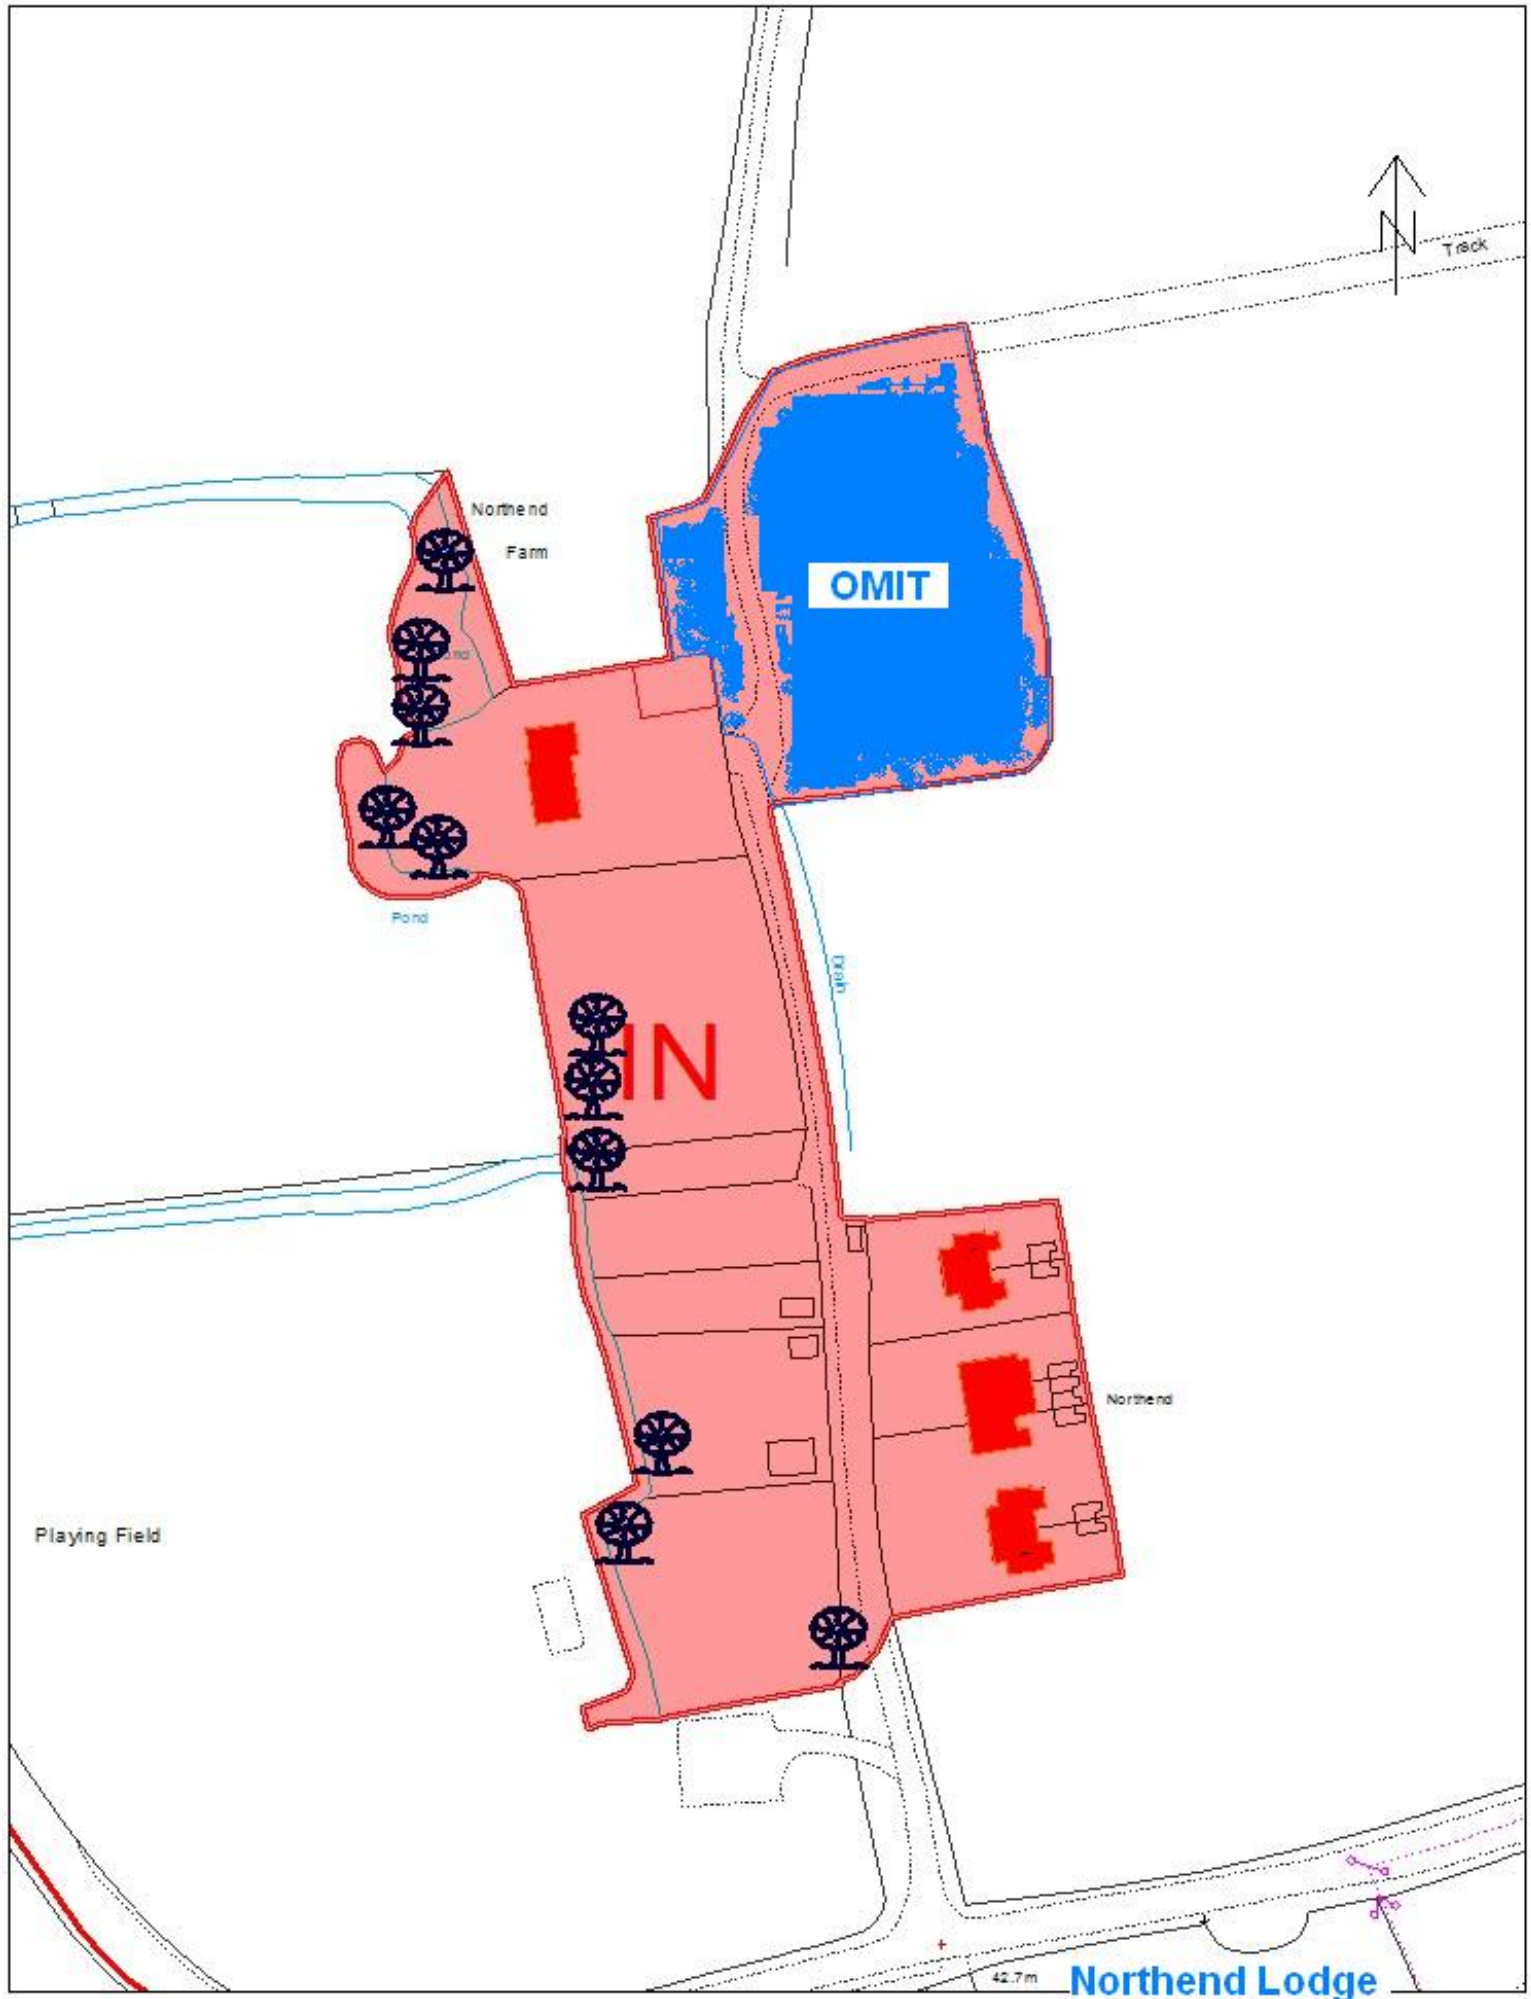 N
Track
Northend
Farm
OMIT
Pond
Drain
IN
Northend
Playing Field
42.7m
Northend Lodge